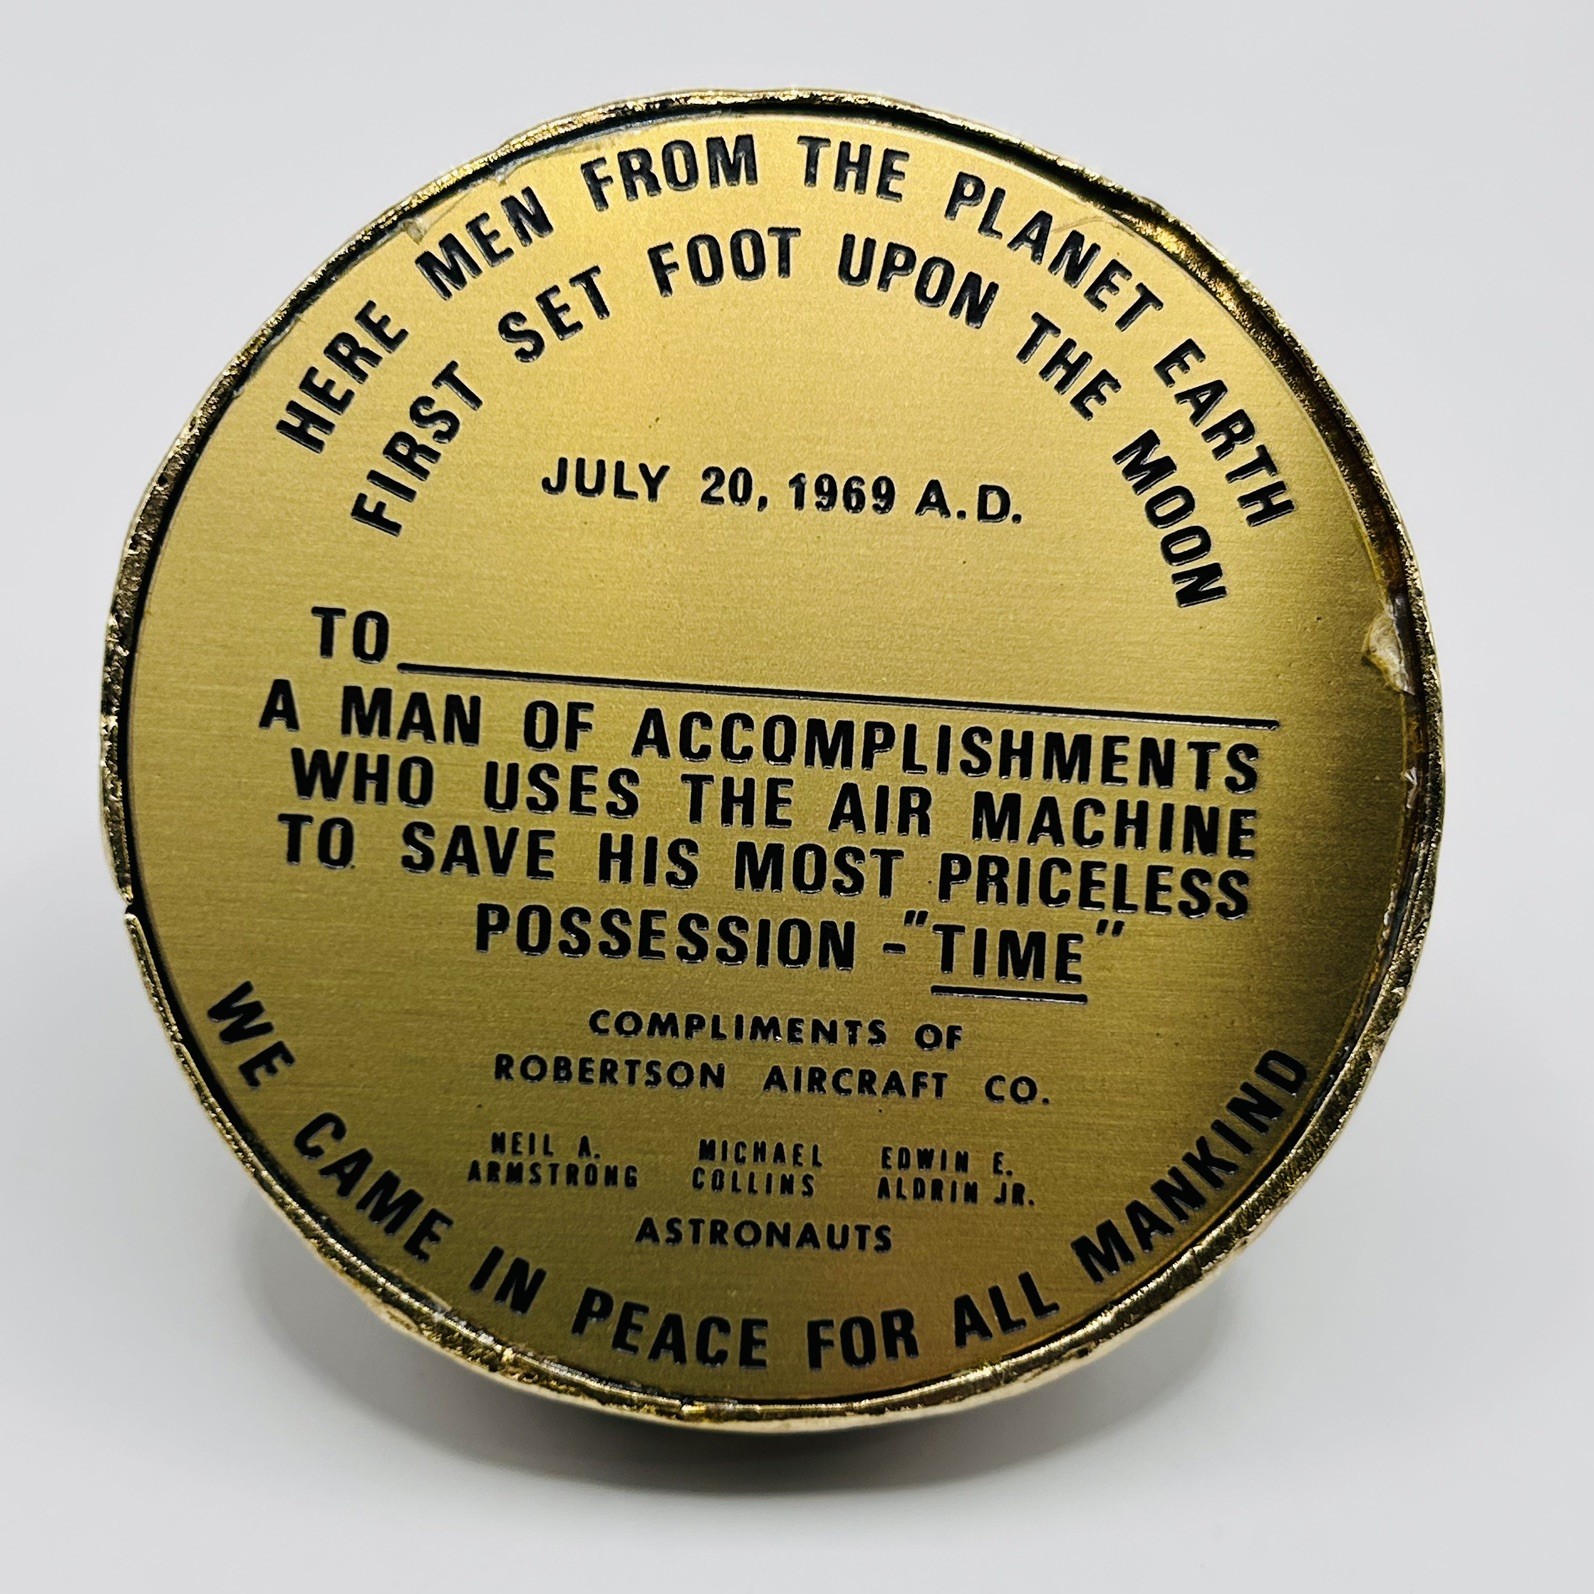 HERE MEN FROM THE PLANET EARTH
FIRST SET FOOT UPON THE MOON
JULY 20, 1969 A.D.
TO
A MAN OF ACCOMPLISHMENTS
WHO USES THE AIR MACHINE
TO SAVE HIS MOST PRICELESS
POSSESSION -"TIME"
COMPLIMENTS OF
ROBERTSON AIRCRAFT CO.
NEIL A. MICHAEL EDWIN E.
ARMSTRONG COLLINS ALDRIN JR.
ASTRONAUTS
WE CAME IN PEACE FOR ALL MANKIND